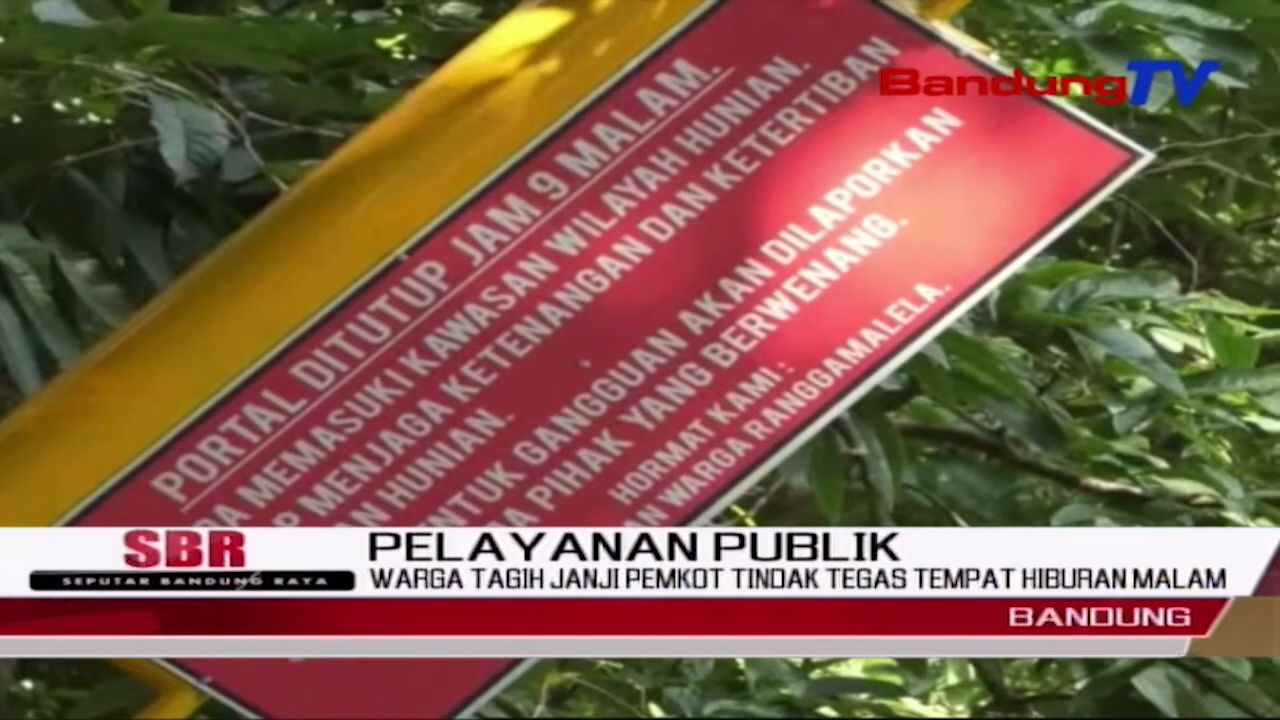 BandungTV
PORTAL DITUTUP JAM 9 MALAM.
MEMASUKI KAWASAN WILAYAH HUNIAN.
MENJAGA KETENANGAN DAN KETERTIBAN
HUNIAN.
GANGGUAN AKAN DILAPORKAN
PIHAK YANG BERWENANG.
HORMAT KAMI :
WARGA RANGGAMALELA.
SBR
SEPUTAR BANDUNG RAYA
PELAYANAN PUBLIK
WARGA TAGIH JANJI PEMKOT TINDAK TEGAS TEMPAT HIBURAN MALAM
BANDUNG